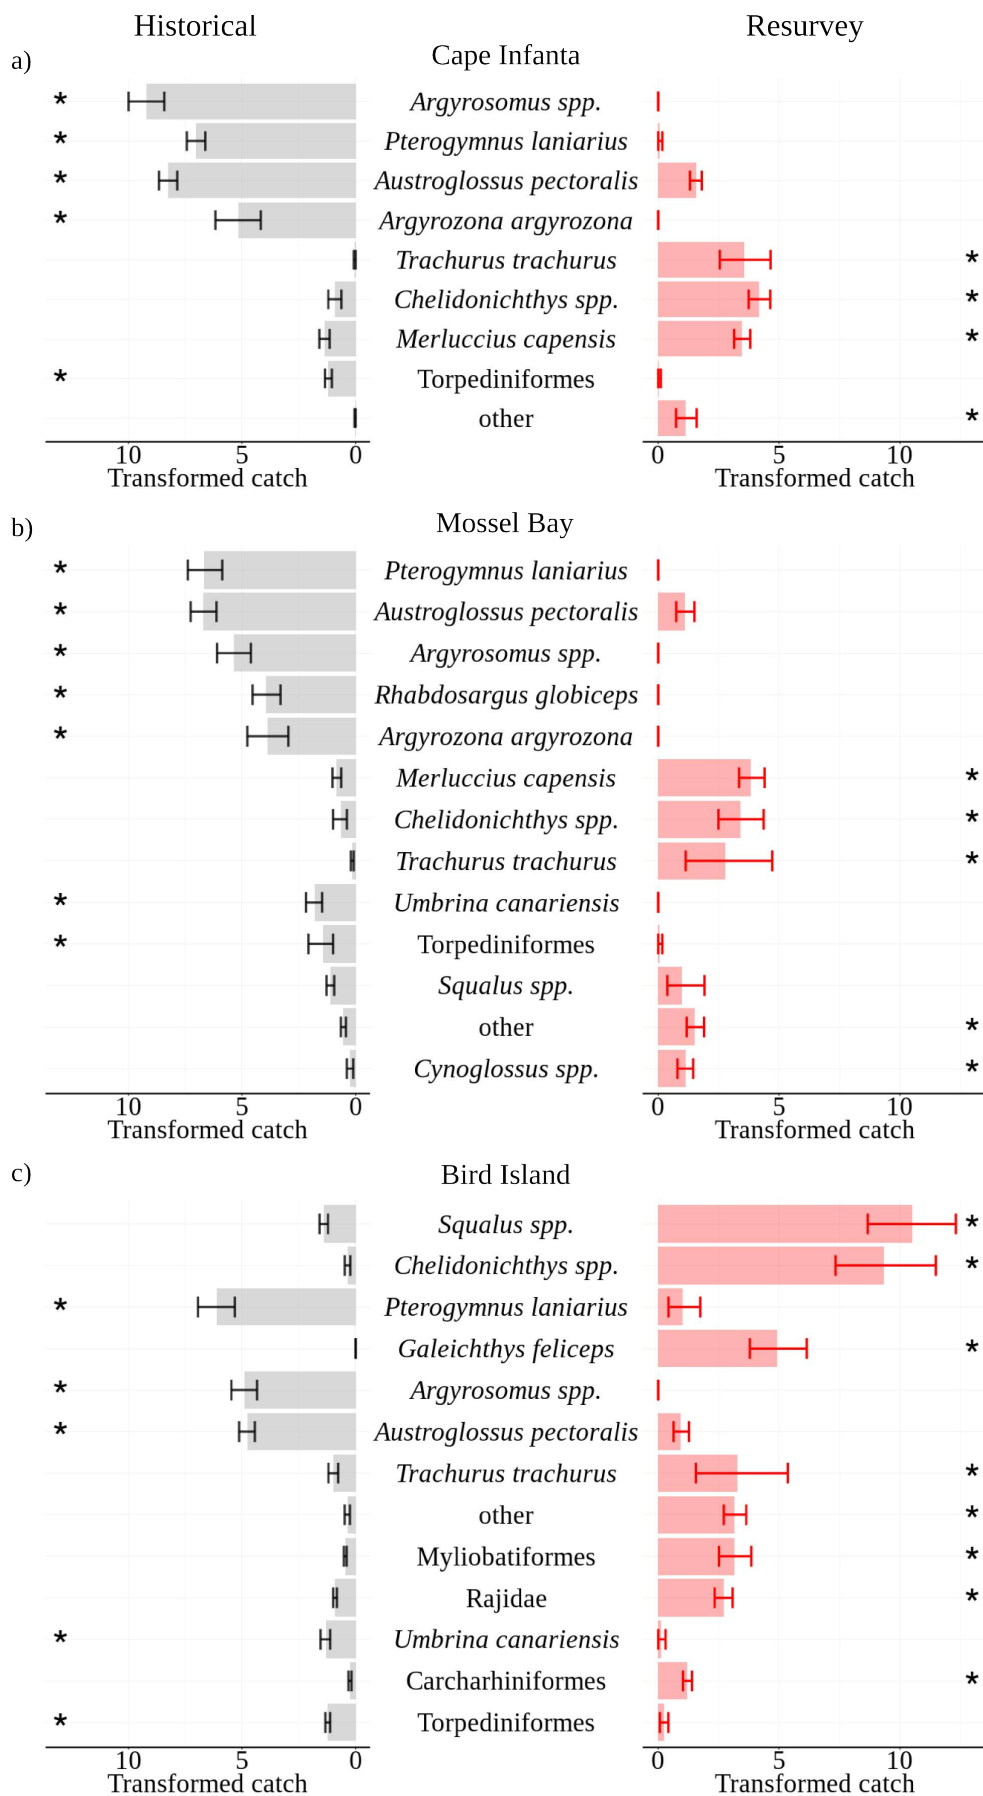 Historical Resurvey
a) Cape Infanta
* Argyrosomus spp.
* Pterogymnus laniarius
* Austroglossus pectoralis
* Argyrozona argyrozona
Trachurus trachurus *
Chelidonichthys spp. *
Merluccius capensis *
* Torpediniformes
other *
10 5 0 0 5 10
Transformed catch Transformed catch
b) Mossel Bay
* Pterogymnus laniarius
* Austroglossus pectoralis
* Argyrosomus spp.
* Rhabdosargus globiceps
* Argyrozona argyrozona
Merluccius capensis *
Chelidonichthys spp. *
Trachurus trachurus *
* Umbrina canariensis
* Torpediniformes
Squalus spp.
other *
Cynoglossus spp. *
10 5 0 0 5 10
Transformed catch Transformed catch
c) Bird Island
Squalus spp. *
Chelidonichthys spp. *
* Pterogymnus laniarius
Galeichthys feliceps *
* Argyrosomus spp.
* Austroglossus pectoralis
Trachurus trachurus *
other *
Myliobatiformes *
Rajidae *
* Umbrina canariensis
Carcharhiniformes *
* Torpediniformes
10 5 0 0 5 10
Transformed catch Transformed catch